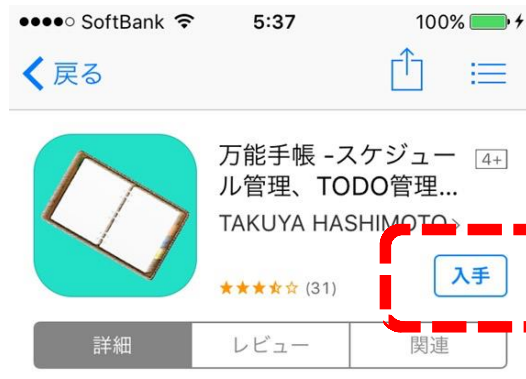 ●●●●○ SoftBank 5:37 100%
戻る
万能手帳 -スケジュー 4+
ル管理、TODO管理...
TAKUYA HASHIMOTO>
★★★★☆ (31)
入手
詳細 レビュー 関連